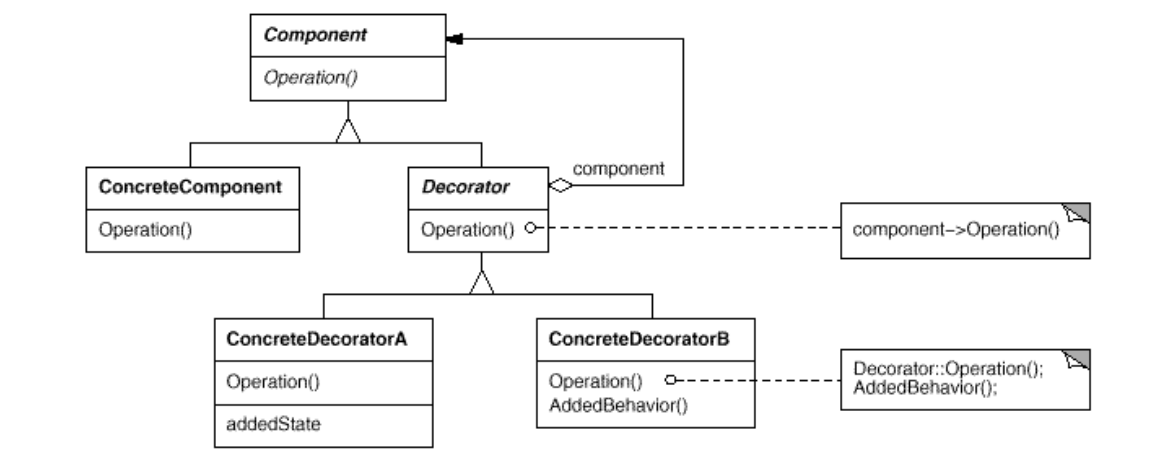 Component
Operation()
component
ConcreteComponent
Operation()
Decorator
Operation()
component->Operation()
ConcreteDecoratorA
Operation()
addedState
ConcreteDecoratorB
Operation()
AddedBehavior()
Decorator::Operation();
AddedBehavior();